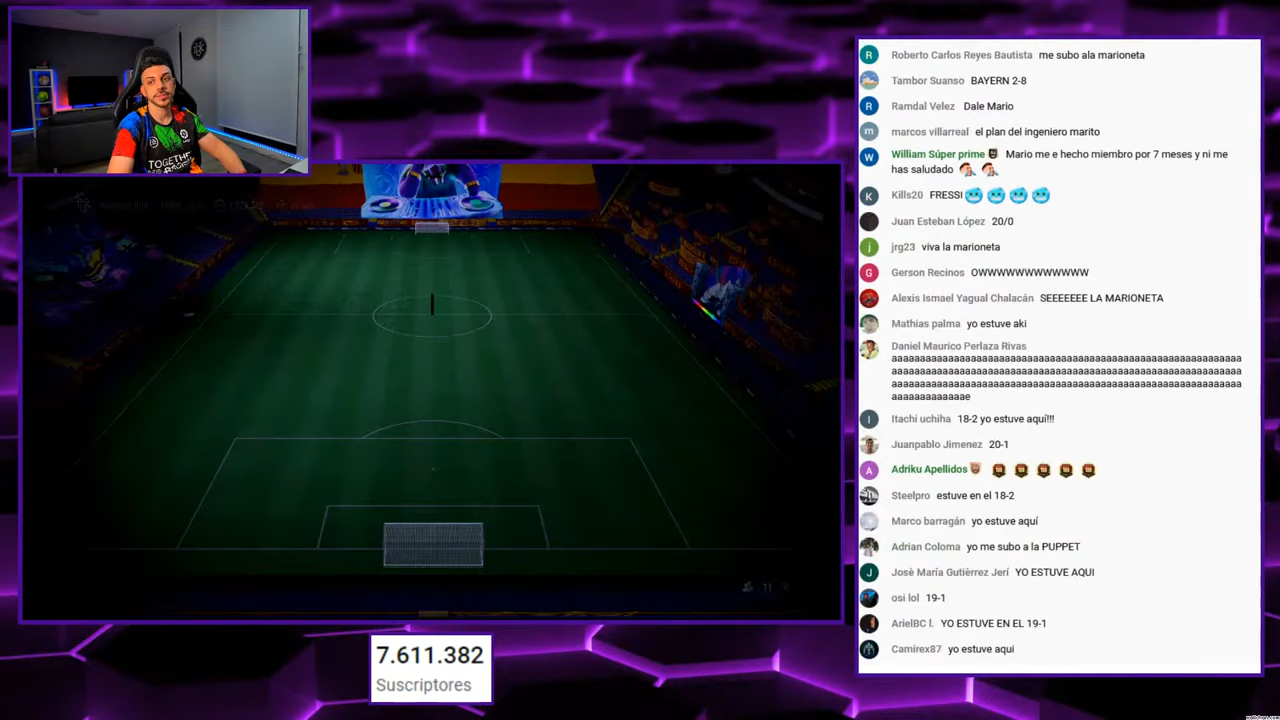 TOGETHER
Roberto Carlos Reyes Bautista me subo ala marioneta
Tambor Suanso BAYERN 2-8
Ramdal Velez Dale Mario
marcos villarreal el plan del ingeniero marito
William Súper prime Mario me e hecho miembro por 7 meses y ni me
has saludado
Kills20 FRESSI
Juan Esteban López 20/0
jrg23 viva la marioneta
Gerson Recinos OWWWWWWWWWWWW
Alexis Ismael Yagual Chalacán SEEEEEEE LA MARIONETA
Mathias palma yo estuve aki
Daniel Maurico Perlaza Rivas
Itachi uchiha 18-2 yo estuve aquí!!!
Juanpablo Jimenez 20-1
Adriku Apellidos
Steelpro estuve en el 18-2
Marco barragán yo estuve aquí
Adrian Coloma yo me subo a la PUPPET
Josè María Gutièrrez Jerí YO ESTUVE AQUI
osi lol 19-1
ArielBC l. YO ESTUVE EN EL 19-1
Camirex87 yo estuve aqui
11
7.611.382
Suscriptores